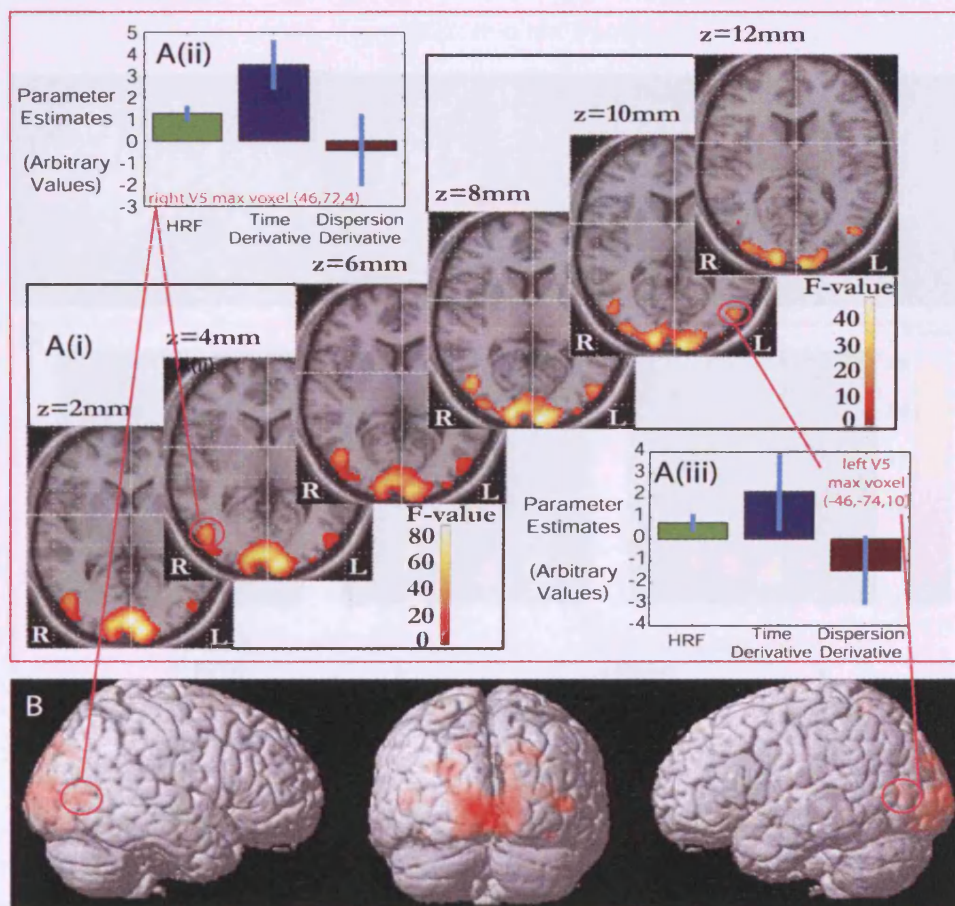 A(ii)
5
4
3
2
1
0
-1
-2
-3
Parameter
Estimates
(Arbitrary
Values)
right V5 max voxel (46,72,4)
HRF
Time
Derivative
Dispersion
Derivative
z=12mm
z=10mm
z=8mm
z=6mm
z=4mm
z=2mm
A(i)
R
L
R
L
R
L
R
L
R
L
R
L
F-value
40
30
20
10
0
F-value
80
60
40
20
0
A(iii)
4
3
2
1
0
-1
-2
-3
-4
Parameter
Estimates
(Arbitrary
Values)
left V5
max voxel
(-46,-74,10)
HRF
Time
Derivative
Dispersion
Derivative
B